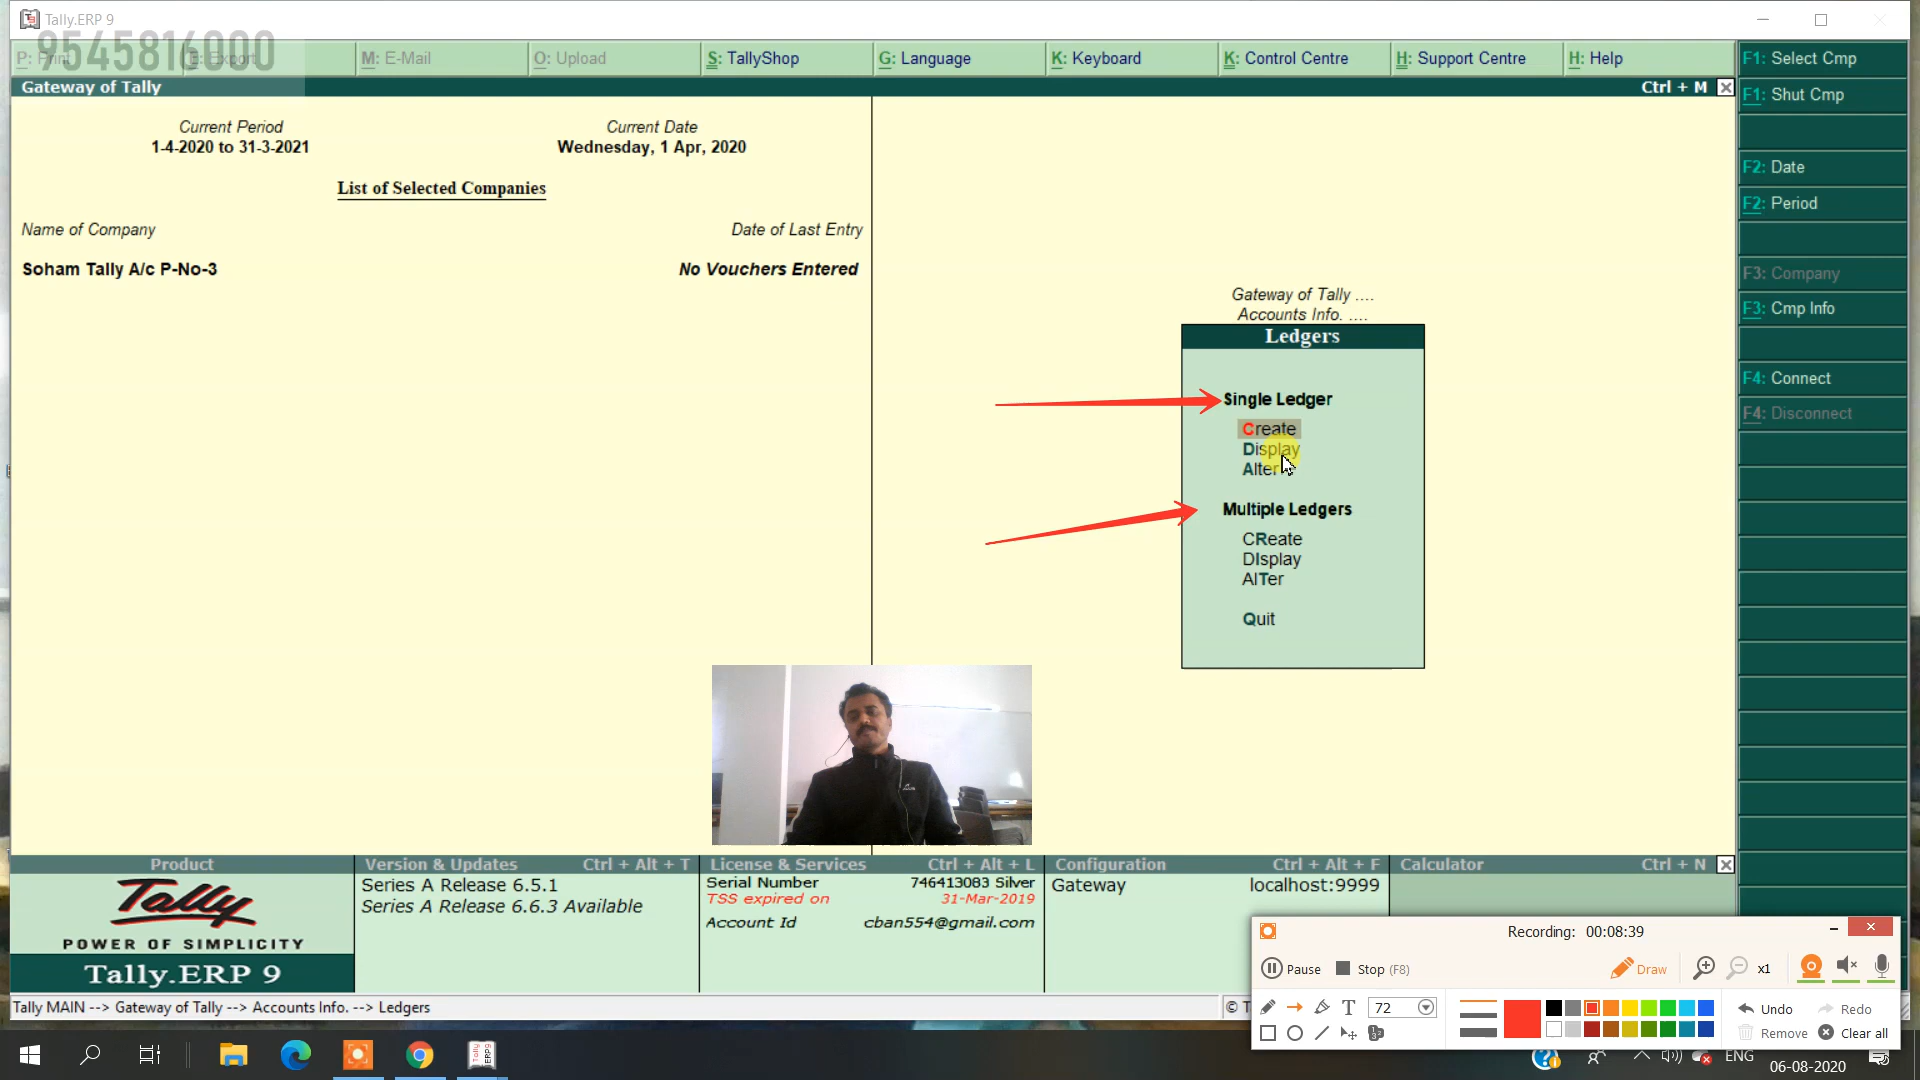 Tally.ERP 9
9545816000
P: Print
E: Export
M: E-Mail
O: Upload
S: TallyShop
G: Language
K: Keyboard
K: Control Centre
H: Support Centre
H: Help
Gateway of Tally
Ctrl + M
Current Period
1-4-2020 to 31-3-2021
Current Date
Wednesday, 1 Apr, 2020
List of Selected Companies
Name of Company
Date of Last Entry
Soham Tally A/c P-No-3
No Vouchers Entered
Gateway of Tally ....
Accounts Info. ....
Ledgers
Single Ledger
Create
Display
Alter
Multiple Ledgers
CReate
DIsplay
AlTer
Quit
F1: Select Cmp
F1: Shut Cmp
F2: Date
F2: Period
F3: Company
F3: Cmp Info
F4: Connect
F4: Disconnect
Product
Tally
POWER OF SIMPLICITY
Tally.ERP 9
Version & Updates
Ctrl + Alt + T
Series A Release 6.5.1
Series A Release 6.6.3 Available
License & Services
Ctrl + Alt + L
Serial Number
746413083 Silver
TSS expired on
31-Mar-2019
Account Id
cban554@gmail.com
Configuration
Ctrl + Alt + F
Gateway
localhost:9999
Calculator
Ctrl + N
Tally MAIN --> Gateway of Tally --> Accounts Info. --> Ledgers
© T
Recording: 00:08:39
Pause
Stop (F8)
Draw
x1
72
Undo
Redo
Remove
Clear all
ENG
06-08-2020